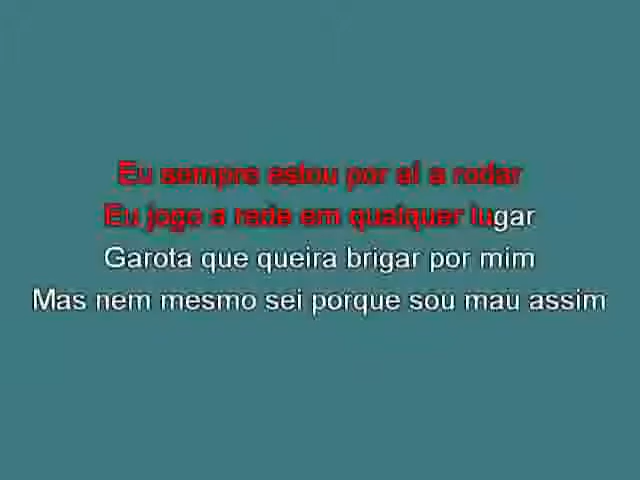 Eu sempre estou por aí a rodar
Eu jogo a rede em qualquer lugar
Garota que queira brigar por mim
Mas nem mesmo sei porque sou mau assim